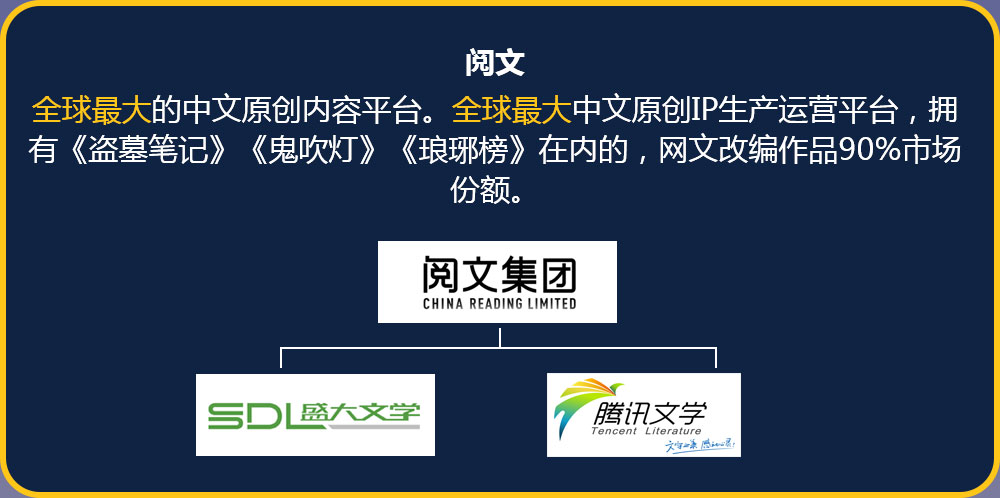 阅文
全球最大的中文原创内容平台。全球最大中文原创IP生产运营平台，拥
有《盗墓笔记》《鬼吹灯》《琅琊榜》在内的，网文改编作品90%市场
份额。
阅文集团
CHINA READING LIMITED
SDL盛大文学
腾讯文学
Tencent Literature